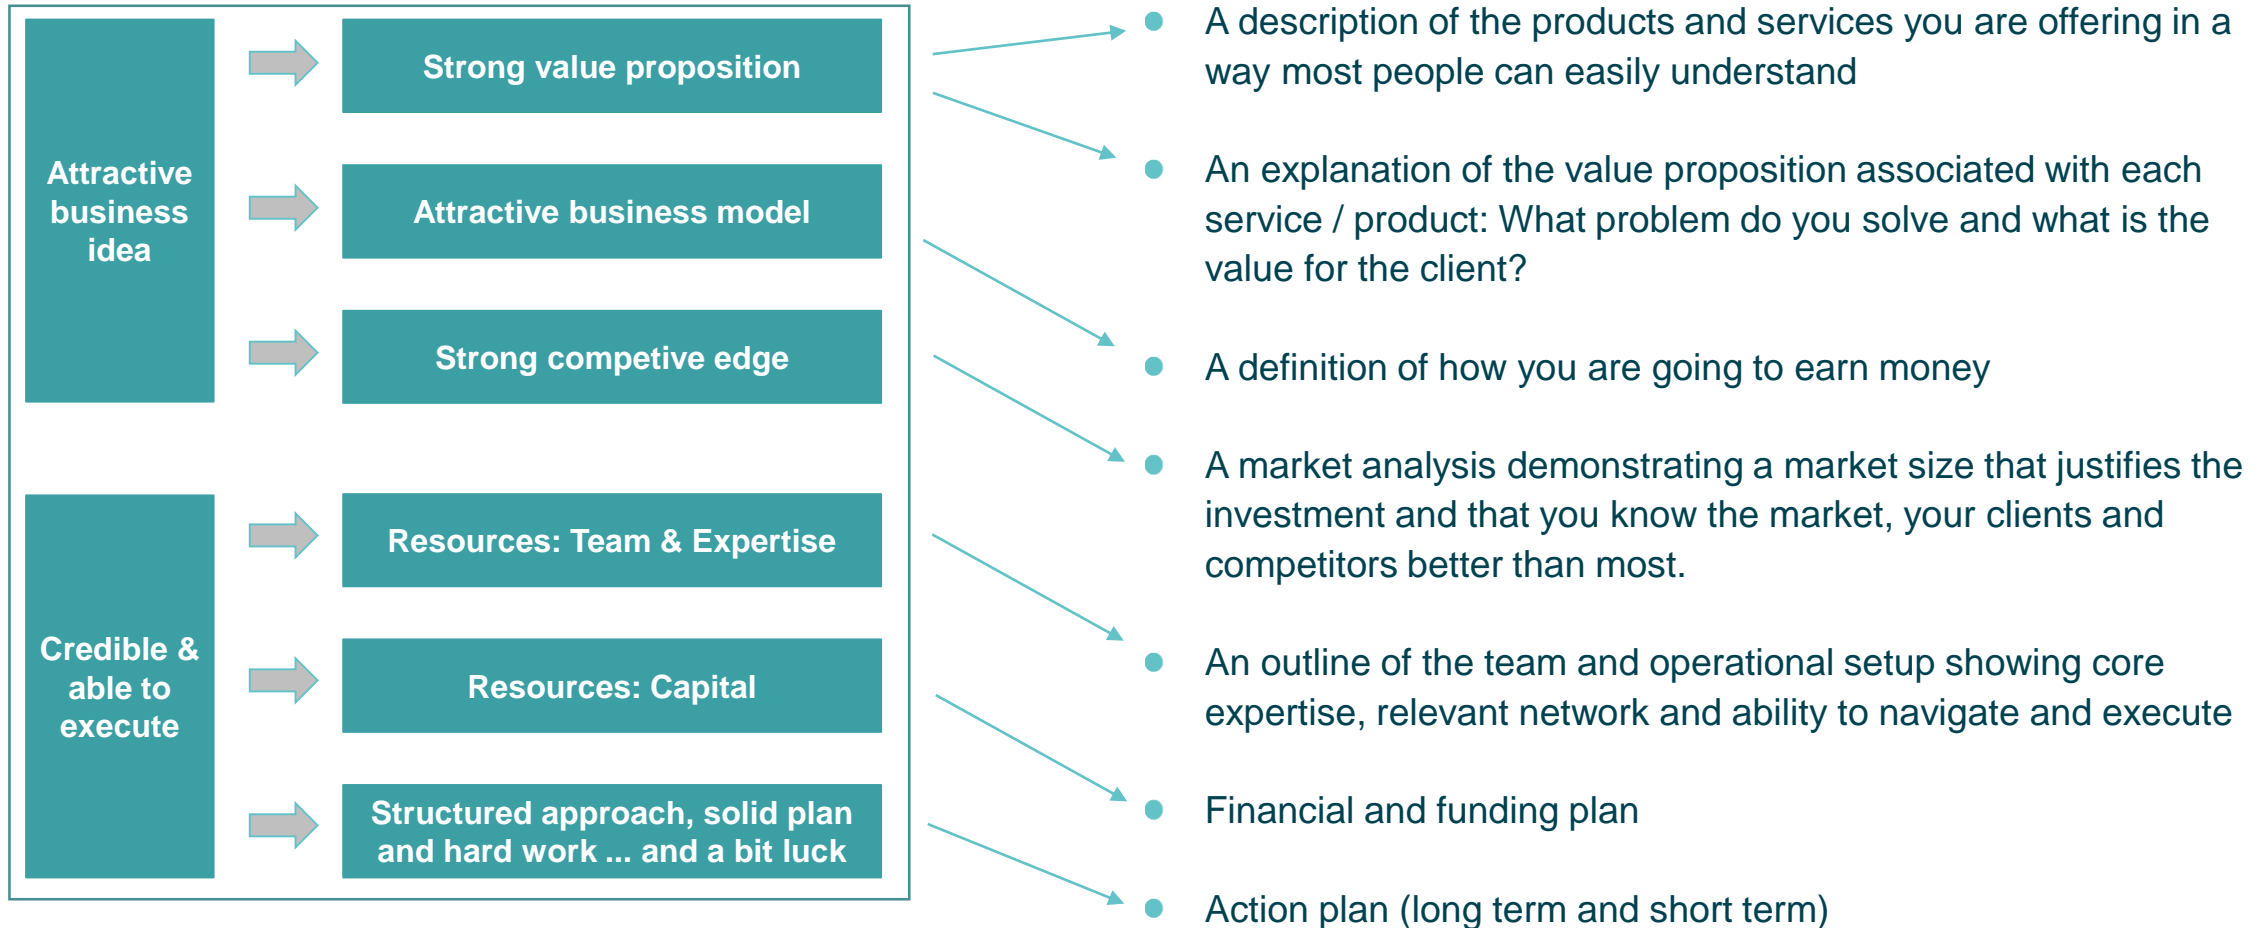 Attractive
business
idea
Strong value proposition
Attractive business model
Strong competive edge
Credible &
able to
execute
Resources: Team & Expertise
Resources: Capital
Structured approach, solid plan
and hard work ... and a bit luck
A description of the products and services you are offering in a
way most people can easily understand
An explanation of the value proposition associated with each
service / product: What problem do you solve and what is the
value for the client?
A definition of how you are going to earn money
A market analysis demonstrating a market size that justifies the
investment and that you know the market, your clients and
competitors better than most.
An outline of the team and operational setup showing core
expertise, relevant network and ability to navigate and execute
Financial and funding plan
Action plan (long term and short term)